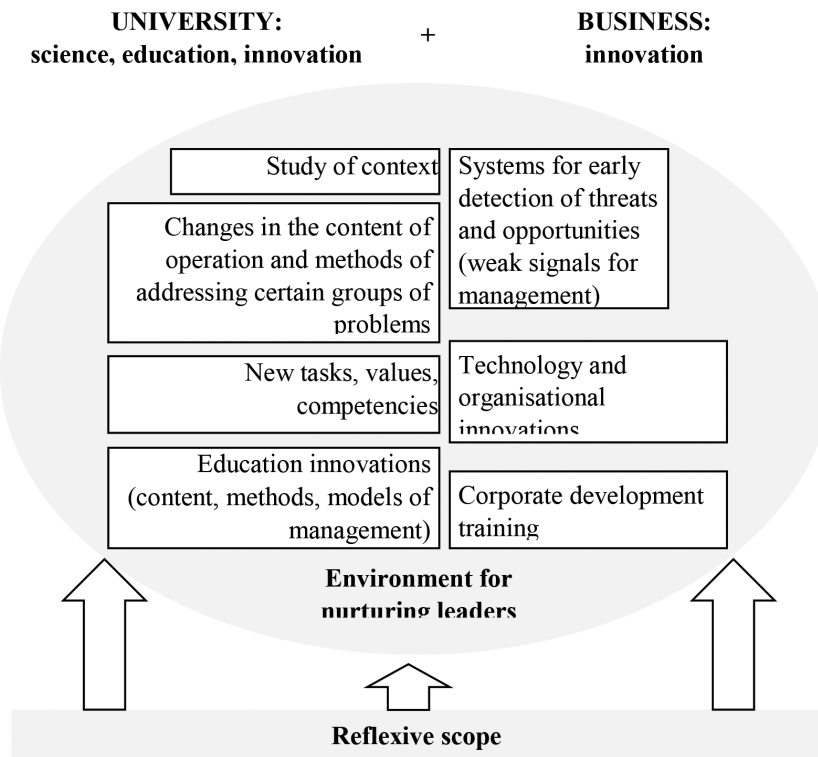 UNIVERSITY:
science, education, innovation
+
BUSINESS:
innovation
Study of context
Changes in the content of
operation and methods of
addressing certain groups of
problems
New tasks, values,
competencies
Education innovations
(content, methods, models of
management)
Systems for early
detection of threats
and opportunities
(weak signals for
management)
Technology and
organisational
innovations
Corporate development
training
Environment for
nurturing leaders
Reflexive scope